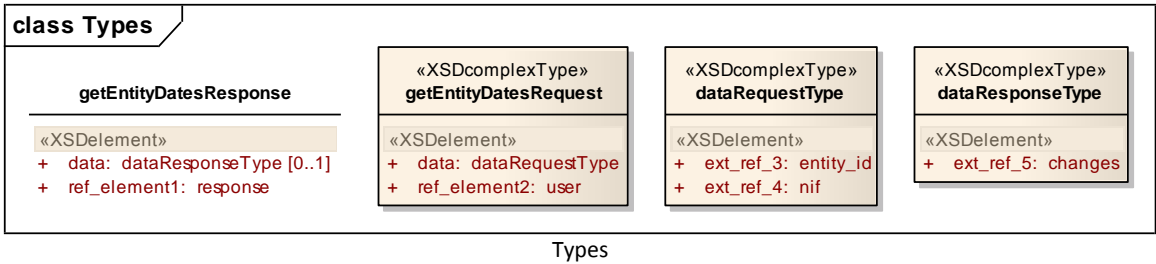 class Types
getEntityDatesResponse
«XSDelement»
+ data: dataResponseType [0..1]
+ ref_element1: response
«XSDcomplexType»
getEntityDatesRequest
«XSDelement»
+ data: dataRequestType
+ ref_element2: user
«XSDcomplexType»
dataRequestType
«XSDelement»
+ ext_ref_3: entity_id
+ ext_ref_4: nif
«XSDcomplexType»
dataResponseType
«XSDelement»
+ ext_ref_5: changes
Types